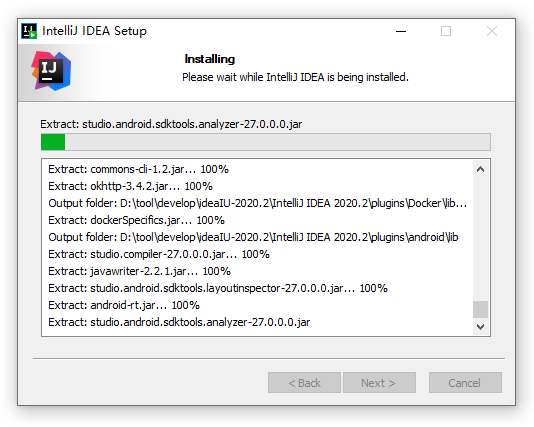 IntelliJ IDEA Setup
IJ
Installing
Please wait while IntelliJ IDEA is being installed.
Extract: studio.android.sdktools.analyzer-27.0.0.0.jar
Extract: commons-cli-1.2.jar... 100%
Extract: okhttp-3.4.2.jar... 100%
Output folder: D:\tool\develop\ideaIU-2020.2\IntelliJ IDEA 2020.2\plugins\Docker\lib...
Extract: dockerSpecifics.jar... 100%
Output folder: D:\tool\develop\ideaIU-2020.2\IntelliJ IDEA 2020.2\plugins\android\lib
Extract: studio.compiler-27.0.0.0.jar... 100%
Extract: javawriter-2.2.1.jar... 100%
Extract: studio.android.sdktools.layoutinspector-27.0.0.0.jar... 100%
Extract: android-rt.jar... 100%
Extract: studio.android.sdktools.analyzer-27.0.0.0.jar
< Back
Next >
Cancel